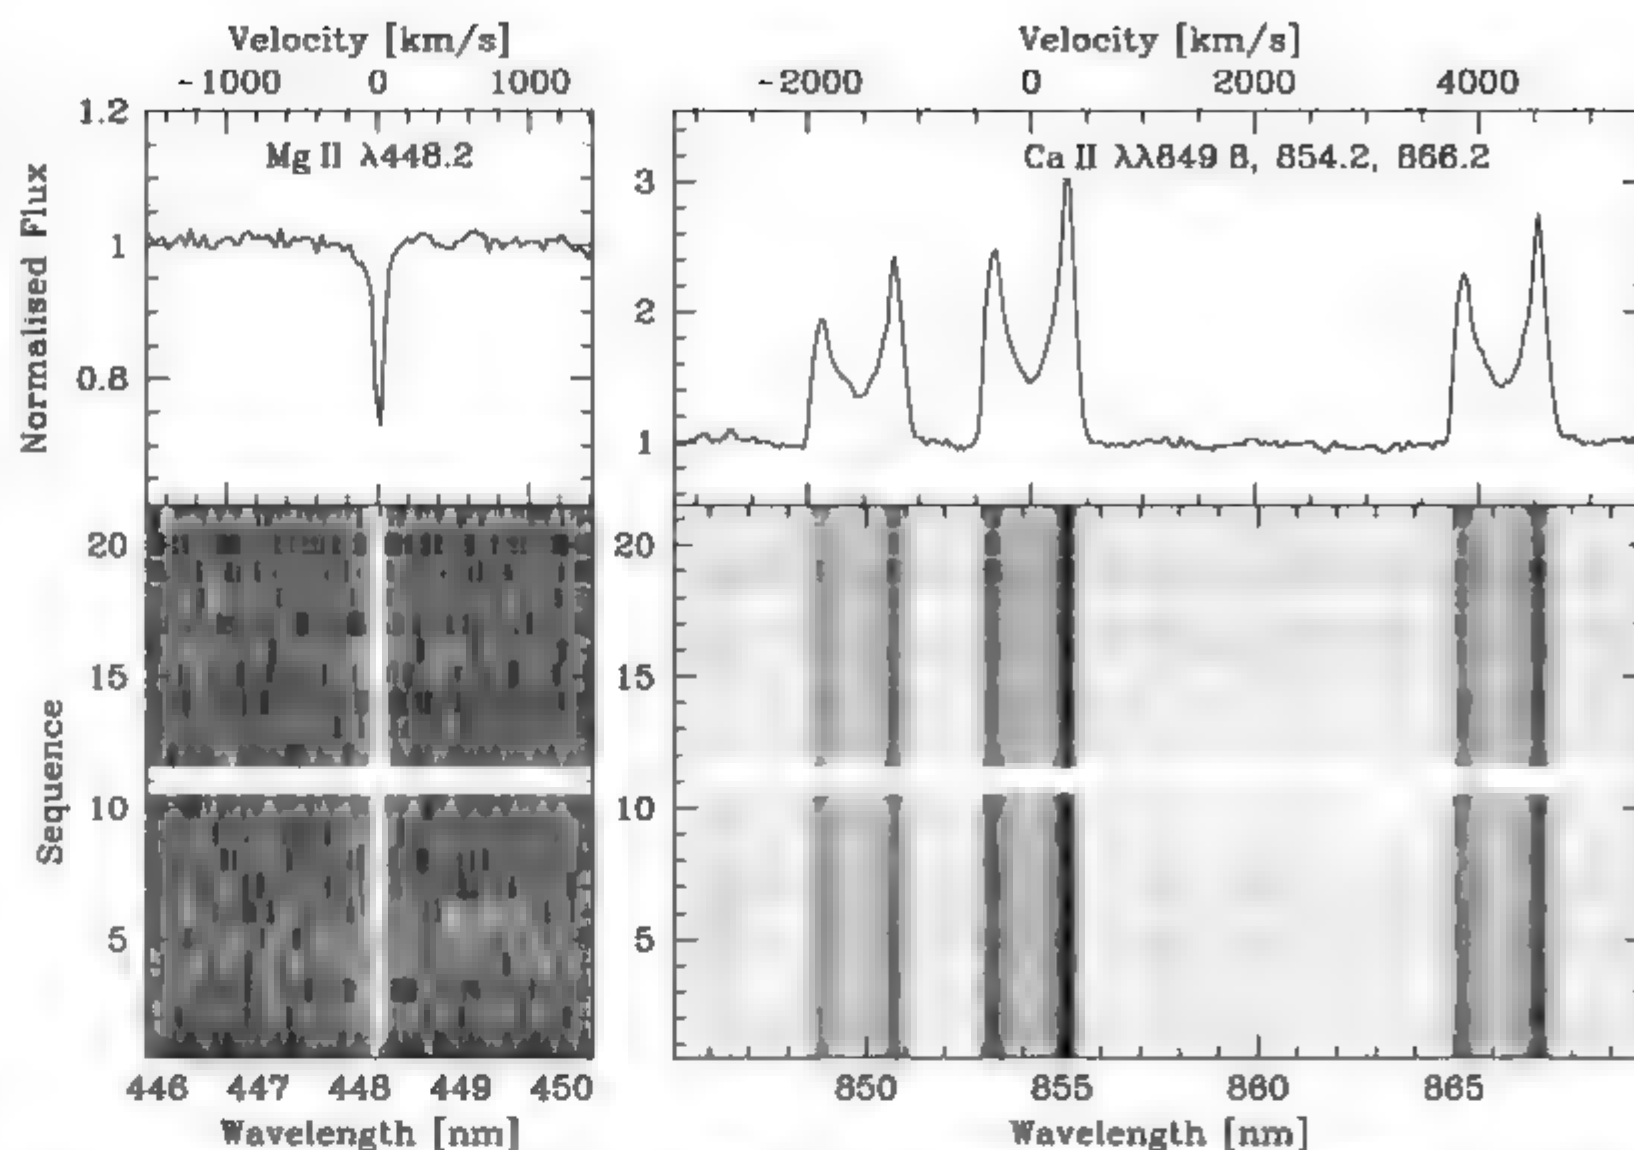 Velocity [km/s]
-1000 0 1000
Velocity [km/s]
-2000 0 2000 4000
1.2
1
0.8
Normalised Flux
Mg II λ448.2
3
2
1
Ca II λλ849 8, 854.2, 866.2
20
15
10
5
Sequence
20
15
10
5
446 447 448 449 450
Wavelength [nm]
850 855 860 865
Wavelength [nm]